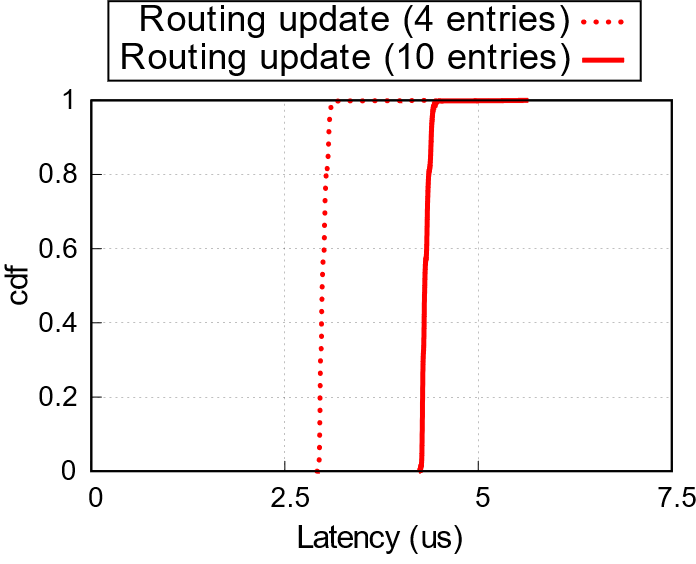 Routing update (4 entries)
Routing update (10 entries)
1
0.8
0.6
0.4
0.2
0
cdf
0 2.5 5 7.5
Latency (us)